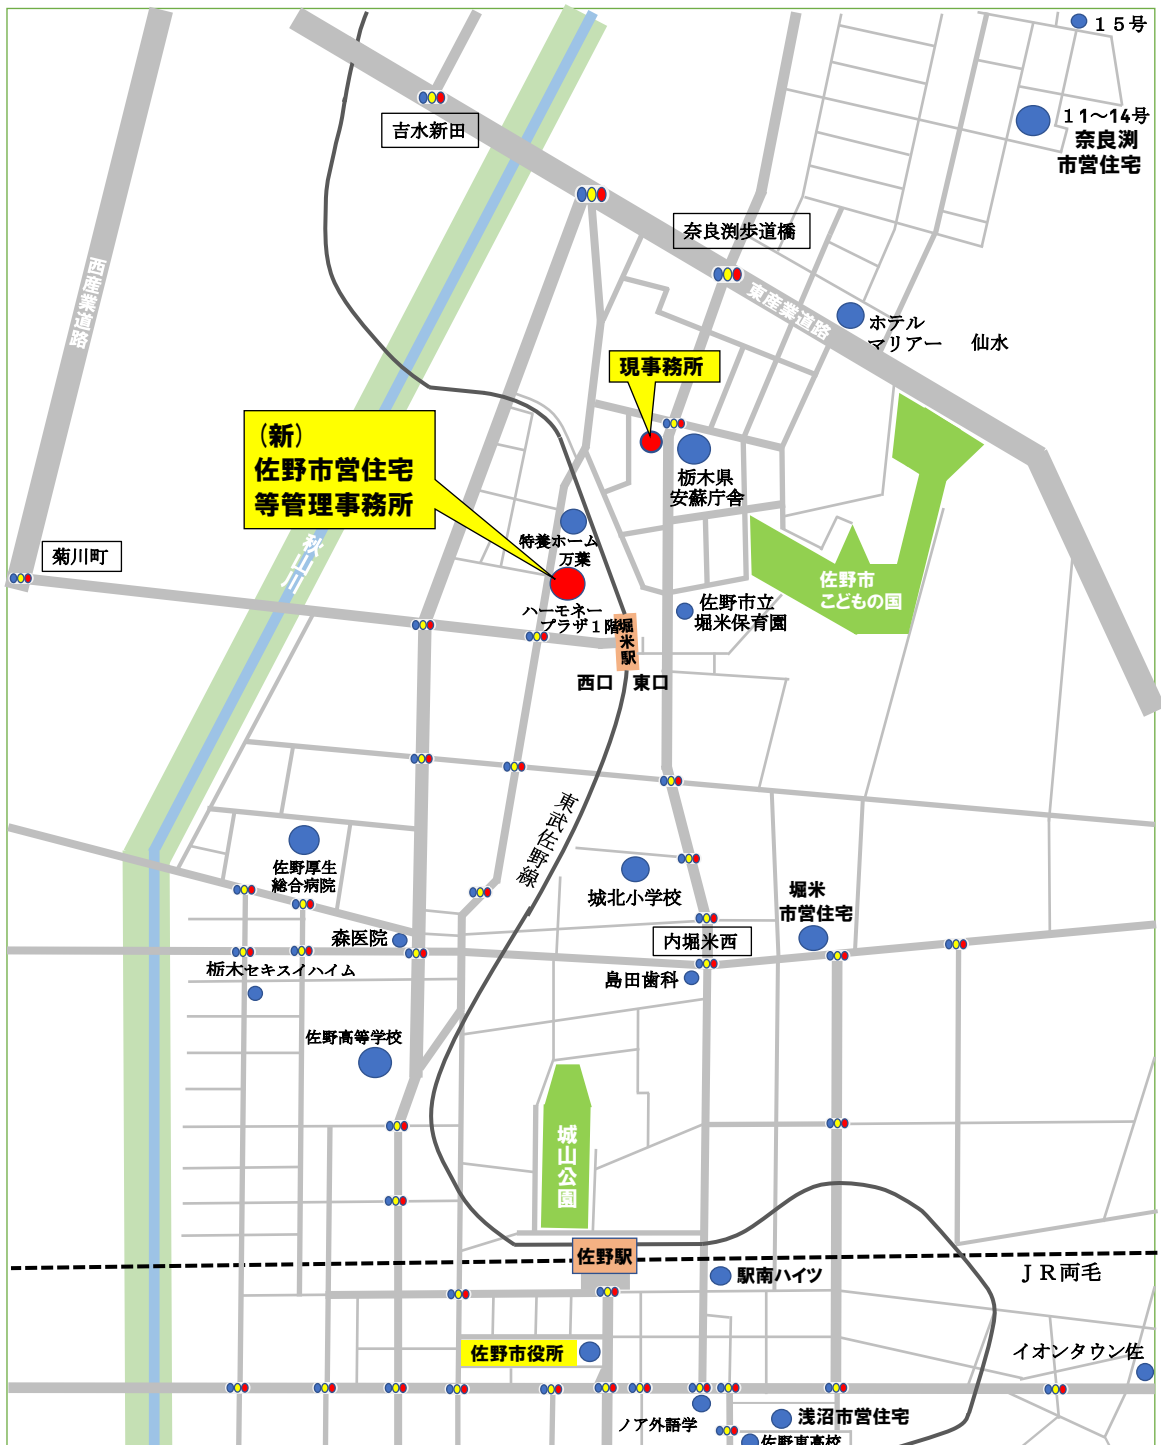 １５号
１１～１４号
奈良渕
市営住宅
吉水新田
奈良渕歩道橋
西産業道路
東産業道路
ホテル
マリアー　仙水
現事務所
（新）
佐野市営住宅
等管理事務所
栃木県
安蘇庁舎
特養ホーム
万葉
秋山川
菊川町
佐野市
こどもの国
ハーモネー
プラザ１階
佐野市立
堀米保育園
堀米駅
西口　東口
東武佐野線
佐野厚生
総合病院
城北小学校
堀米
市営住宅
森医院
内堀米西
栃木セキスイハイム
島田歯科
佐野高等学校
城山公園
佐野駅
駅南ハイツ
ＪＲ両毛
佐野市役所
イオンタウン佐
ノア外語学
浅沼市営住宅
佐野東高校